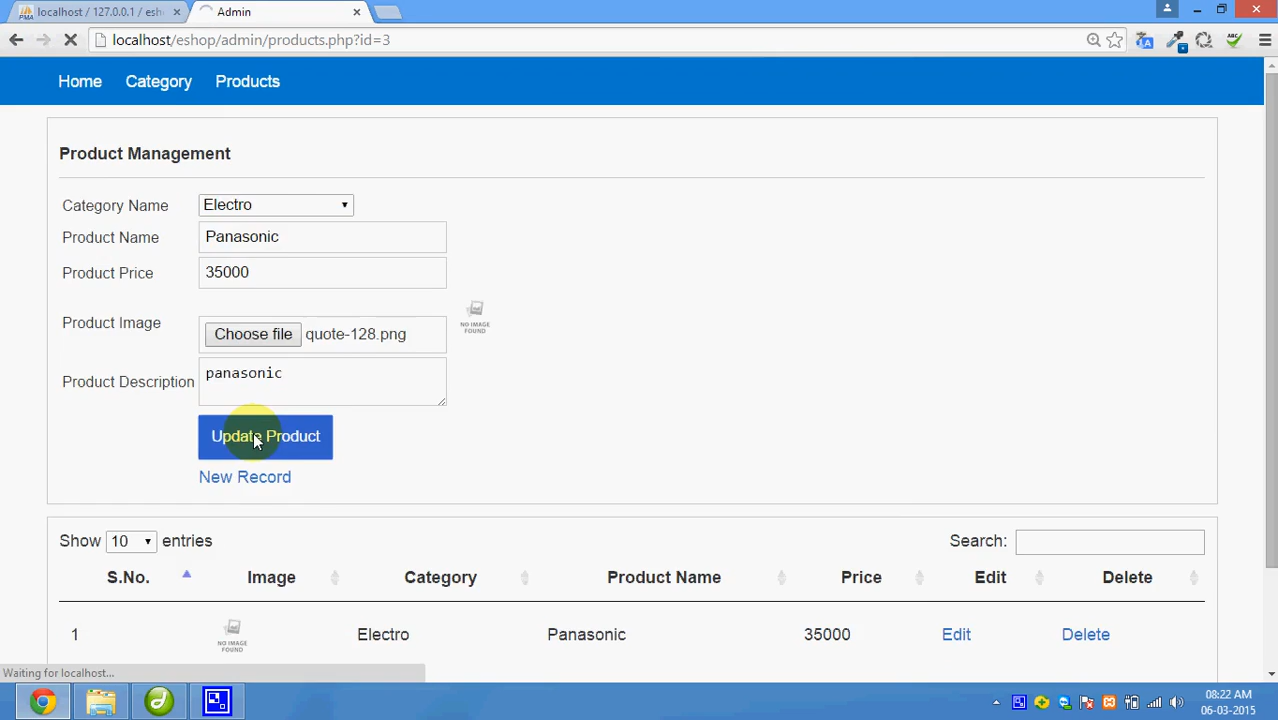 localhost / 127.0.0.1 / esh
Admin
localhost/eshop/admin/products.php?id=3
Home Category Products
Product Management
Category Name Electro
Product Name Panasonic
Product Price 35000
Product Image Choose file quote-128.png
NO IMAGE FOUND
Product Description panasonic
Update Product
New Record
Show 10 entries Search:
S.No. Image Category Product Name Price Edit Delete
1 NO IMAGE FOUND Electro Panasonic 35000 Edit Delete
Waiting for localhost...
08:22 AM
06-03-2015